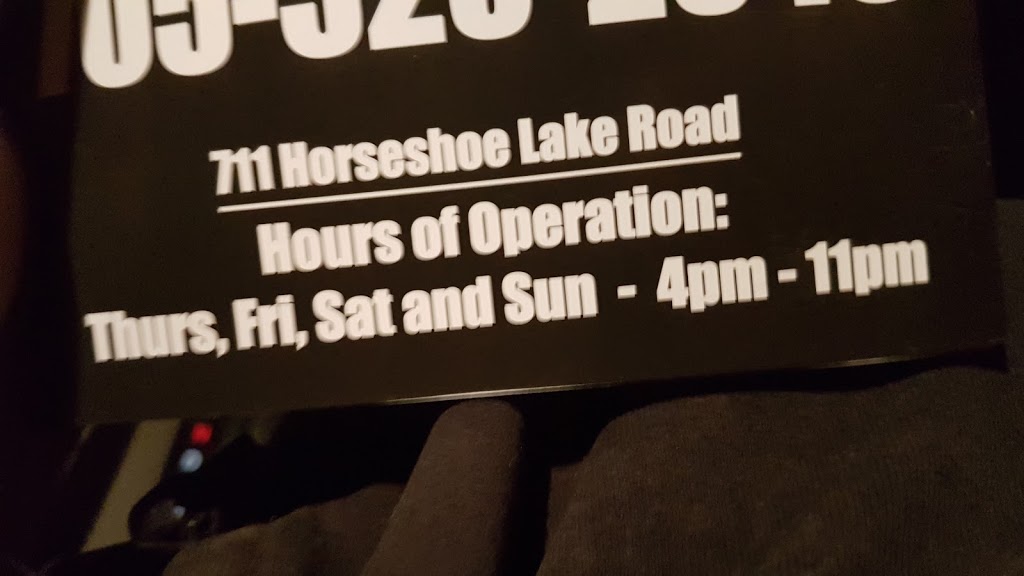 711 Horseshoe Lake Road
Hours of Operation:
Thurs, Fri, Sat and Sun - 4pm - 11pm